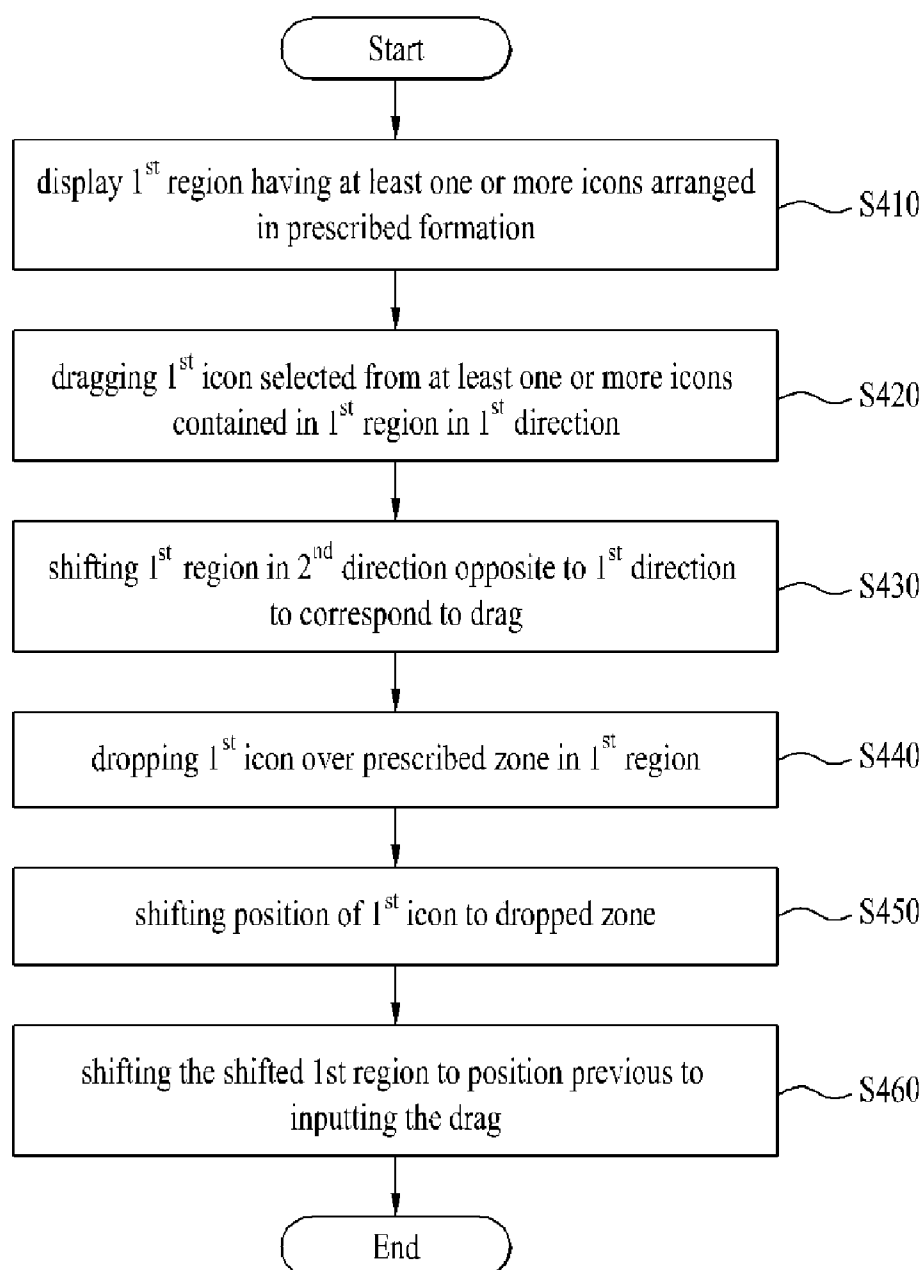 Start
display 1st region having at least one or more icons arranged
in prescribed formation
S410
dragging 1st icon selected from at least one or more icons
contained in 1st region in 1st direction
S420
shifting 1st region in 2nd direction opposite to 1st direction
to correspond to drag
S430
dropping 1st icon over prescribed zone in 1st region
S440
shifting position of 1st icon to dropped zone
S450
shifting the shifted 1st region to position previous to
inputting the drag
S460
End